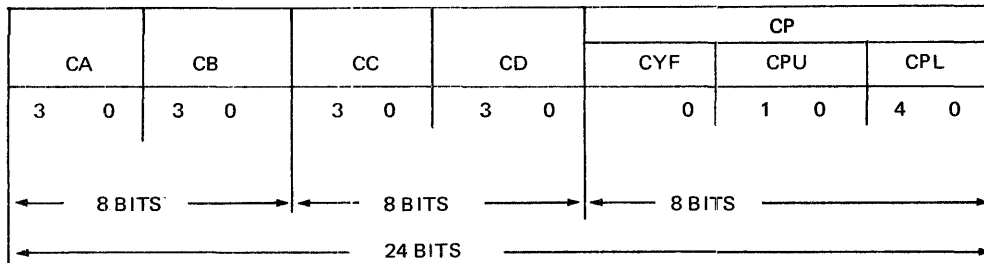 CP
CA CB CC CD CYF CPU CPL
3 0 3 0 3 0 3 0 0 1 0 4 0
8 BITS 8 BITS 8 BITS
24 BITS